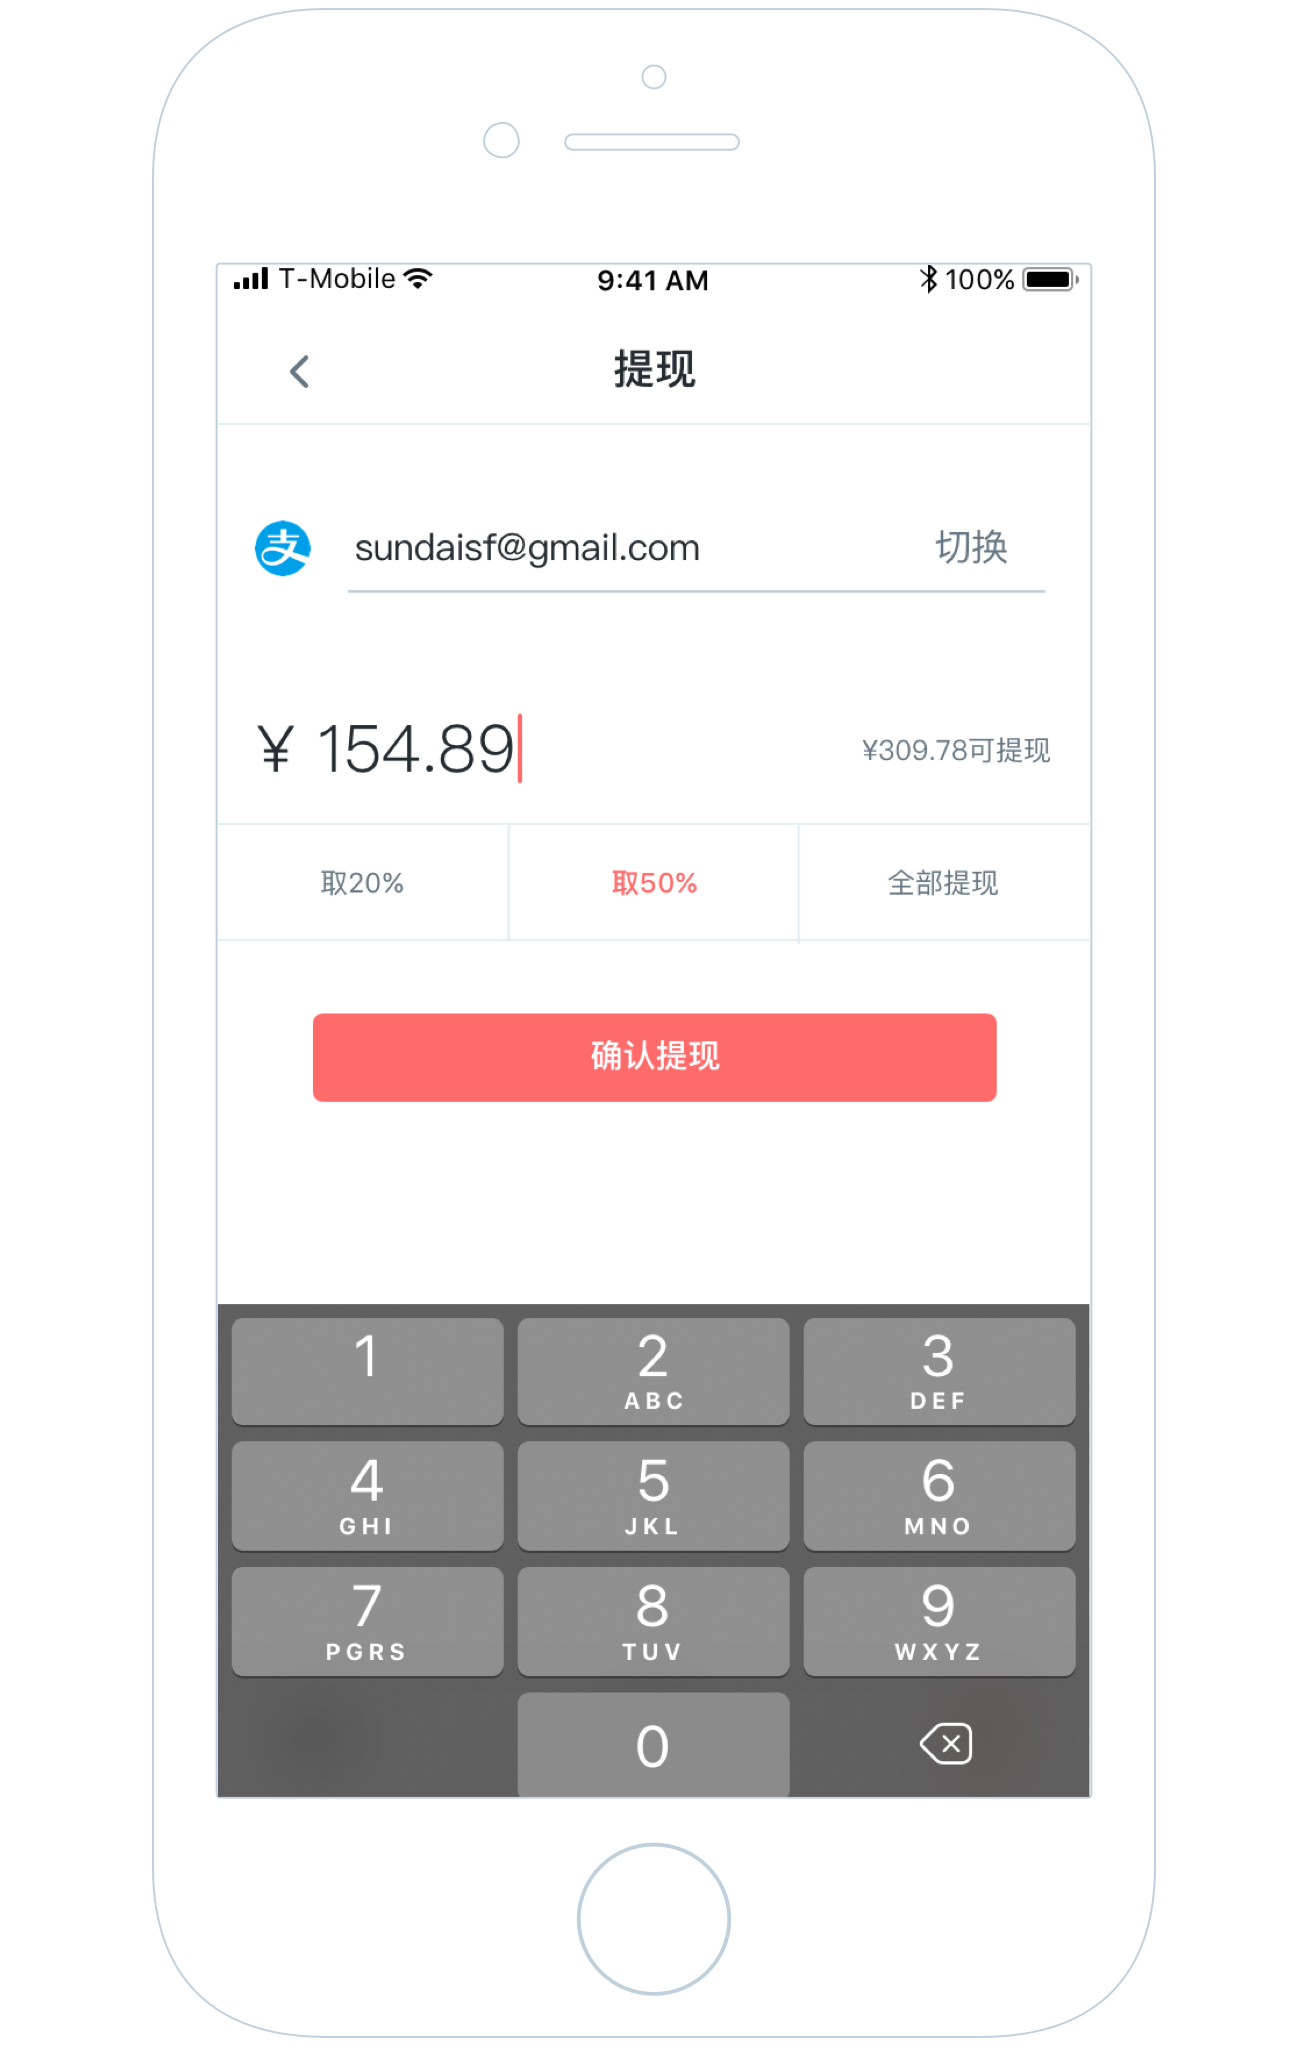 T-Mobile 9:41 AM 100%
提现
支 sundaisf@gmail.com 切换
¥ 154.89 ¥309.78可提现
取20% 取50% 全部提现
确认提现
1 2 3
ABC DEF
4 5 6
GHI JKL MNO
7 8 9
PGRS TUV WXYZ
0